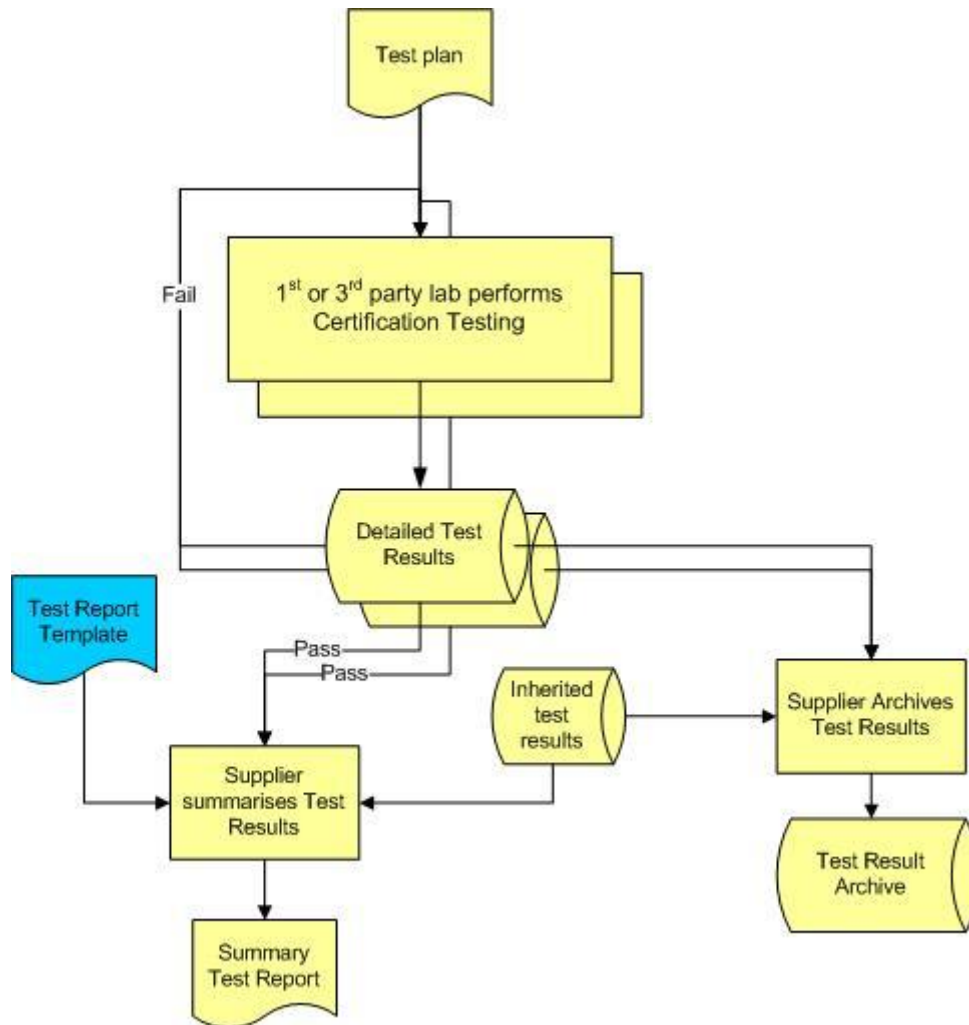 Test plan
Fail
1st or 3rd party lab performs
Certification Testing
Detailed Test
Results
Test Report
Template
Pass
Pass
Inherited
test
results
Supplier Archives
Test Results
Supplier
summarises Test
Results
Test Result
Archive
Summary
Test Report